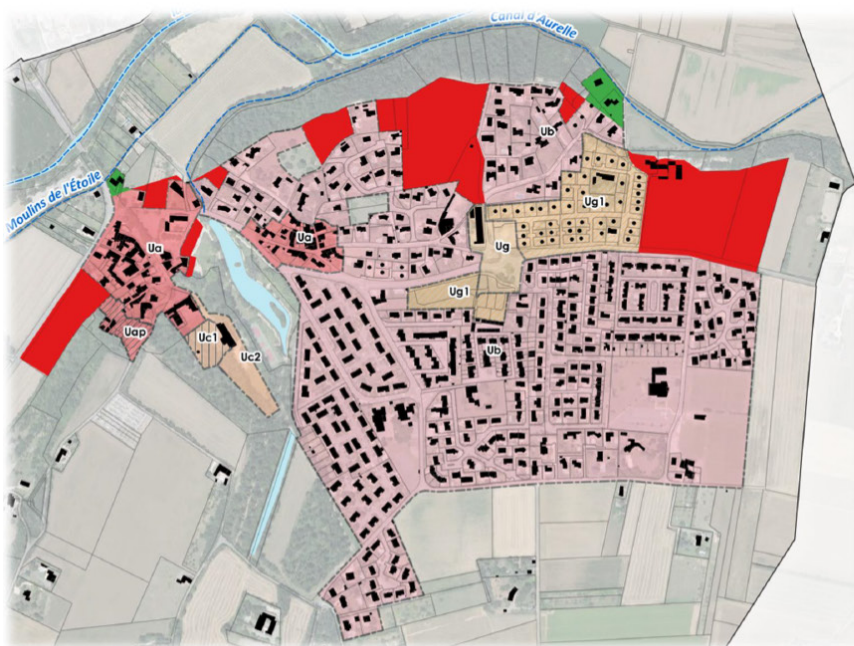 Canal d'Aurelle
Moulins de l'Étoile
Ub
Ug1
Ua
Ua
Ug
Ug1
Uap
Uc1
Uc2
Ub